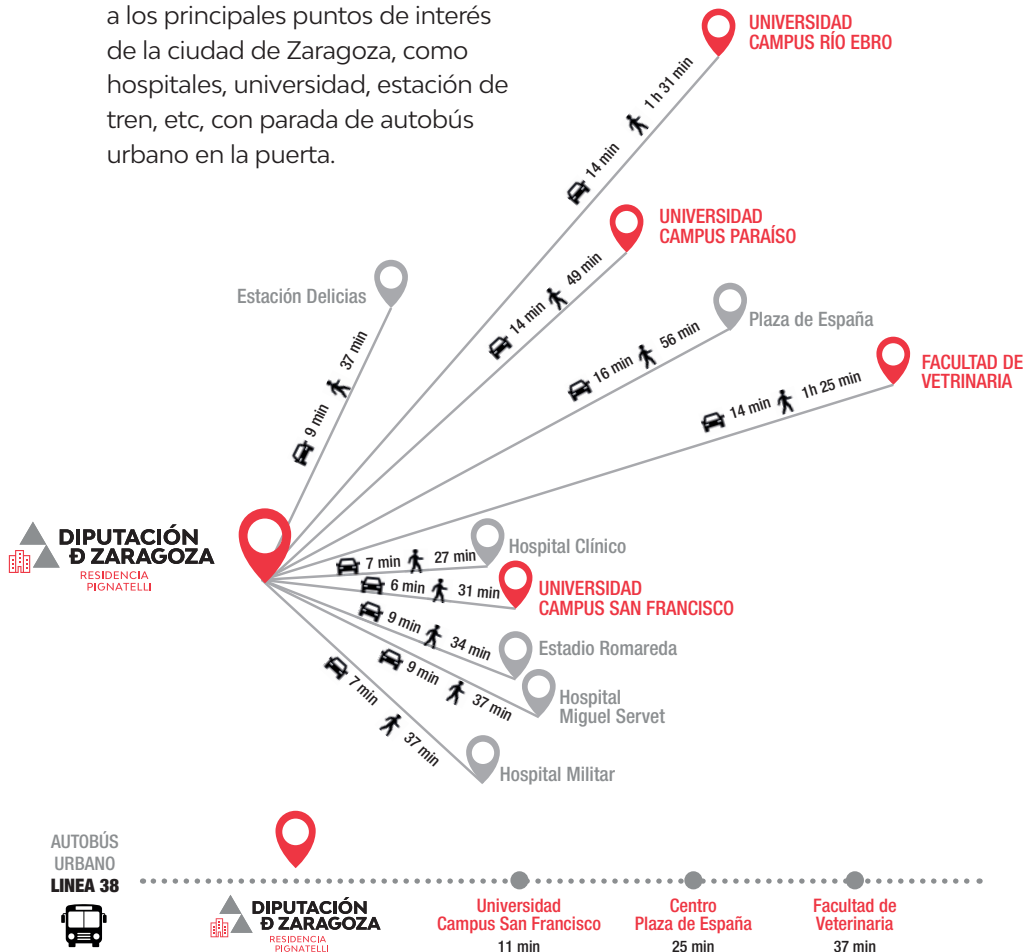 a los principales puntos de interés
de la ciudad de Zaragoza, como
hospitales, universidad, estación de
tren, etc, con parada de autobús
urbano en la puerta.
UNIVERSIDAD
CAMPUS RÍO EBRO
14 min 1 h 31 min
UNIVERSIDAD
CAMPUS PARAÍSO
14 min 49 min
Estación Delicias
9 min 37 min
Plaza de España
16 min 56 min
FACULTAD DE
VETRINARIA
14 min 1h 25 min
DIPUTACIÓN
Đ ZARAGOZA
RESIDENCIA
PIGNATELLI
Hospital Clínico
7 min 27 min
UNIVERSIDAD
CAMPUS SAN FRANCISCO
6 min 31 min
Estadio Romareda
9 min 34 min
Hospital
Miguel Servet
9 min 37 min
Hospital Militar
7 min 37 min
AUTOBÚS
URBANO
LINEA 38
DIPUTACIÓN
Đ ZARAGOZA
RESIDENCIA
PIGNATELLI
Universidad
Campus San Francisco
11 min
Centro
Plaza de España
25 min
Facultad de
Veterinaria
37 min